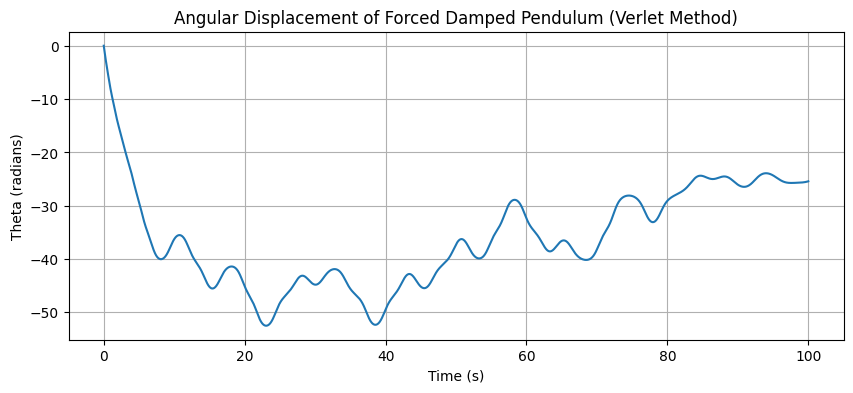 Angular Displacement of Forced Damped Pendulum (Verlet Method)
Theta (radians)
0
−10
−20
−30
−40
−50
0 20 40 60 80 100
Time (s)